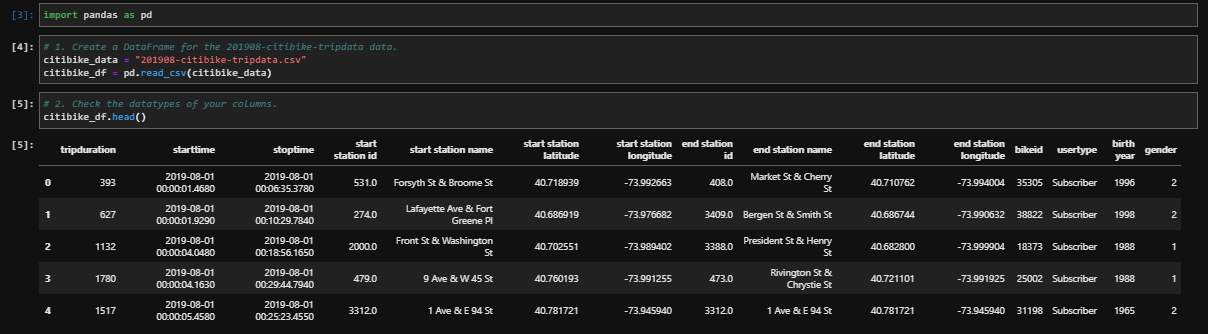 [3]: import pandas as pd
[4]: # 1. Create a DataFrame for the 201908-citibike-tripdata data.
citibike_data = "201908-citibike-tripdata.csv"
citibike_df = pd.read_csv(citibike_data)
[5]: # 2. Check the datatypes of your columns.
citibike_df.head()
[5]: tripduration starttime stoptime start station id start station name start station latitude start station longitude end station id end station name end station latitude end station longitude bikeid usertype birth year gender
0 393 2019-08-01 00:00:01.4680 2019-08-01 00:06:35.3780 531.0 Forsyth St & Broome St 40.718939 -73.992663 408.0 Market St & Cherry St 40.710762 -73.994004 35305 Subscriber 1996 2
1 627 2019-08-01 00:00:01.9290 2019-08-01 00:10:29.7840 274.0 Lafayette Ave & Fort Greene Pl 40.686919 -73.976682 3409.0 Bergen St & Smith St 40.686744 -73.990632 38822 Subscriber 1998 2
2 1132 2019-08-01 00:00:04.0480 2019-08-01 00:18:56.1650 2000.0 Front St & Washington St 40.702551 -73.989402 3388.0 President St & Henry St 40.682800 -73.999904 18373 Subscriber 1988 1
3 1780 2019-08-01 00:00:04.1630 2019-08-01 00:29:44.7940 479.0 9 Ave & W 45 St 40.760193 -73.991255 473.0 Rivington St & Chrystie St 40.721101 -73.991925 25002 Subscriber 1988 1
4 1517 2019-08-01 00:00:05.4580 2019-08-01 00:25:23.4550 3312.0 1 Ave & E 94 St 40.781721 -73.945940 3312.0 1 Ave & E 94 St 40.781721 -73.945940 31198 Subscriber 1965 2